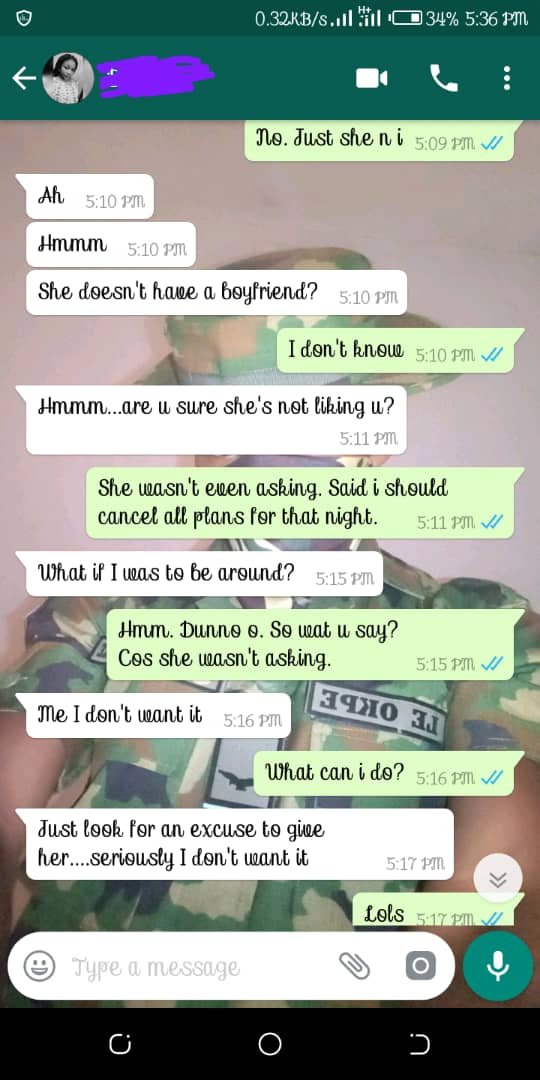 0.32KB/s H+ 34% 5:36 PM
No. Just she n i 5:09 PM
Ah 5:10 PM
Hmmm 5:10 PM
She doesn't have a boyfriend? 5:10 PM
I don't know 5:10 PM
Hmmm...are u sure she's not liking u?
5:11 PM
She wasn't even asking. Said i should
cancel all plans for that night. 5:11 PM
What if I was to be around? 5:15 PM
Hmm. Dunno o. So wat u say?
Cos she wasn't asking. 5:15 PM
LE OKPE
Me I don't want it 5:16 PM
What can i do? 5:16 PM
Just look for an excuse to give
her....seriously I don't want it 5:17 PM
Lols 5:17 PM
Type a message